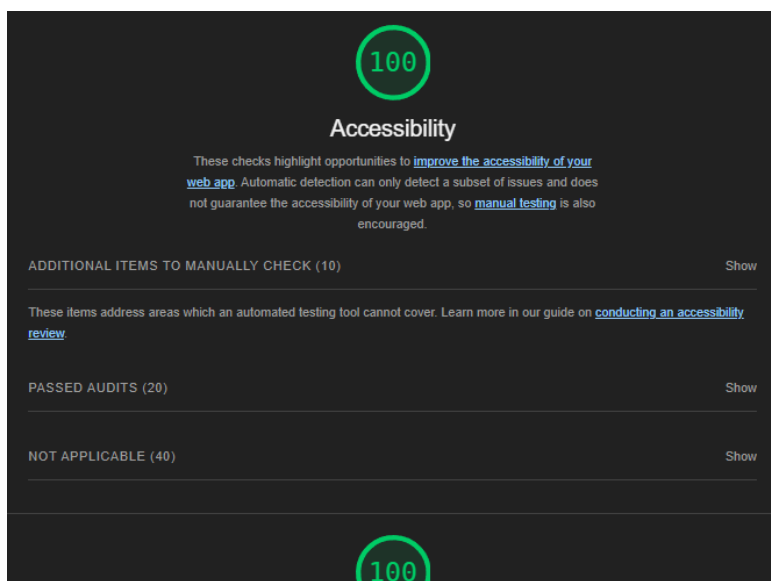 100
Accessibility
These checks highlight opportunities to improve the accessibility of your
web app. Automatic detection can only detect a subset of issues and does
not guarantee the accessibility of your web app, so manual testing is also
encouraged.
ADDITIONAL ITEMS TO MANUALLY CHECK (10) Show
These items address areas which an automated testing tool cannot cover. Learn more in our guide on conducting an accessibility
review.
PASSED AUDITS (20) Show
NOT APPLICABLE (40) Show
100